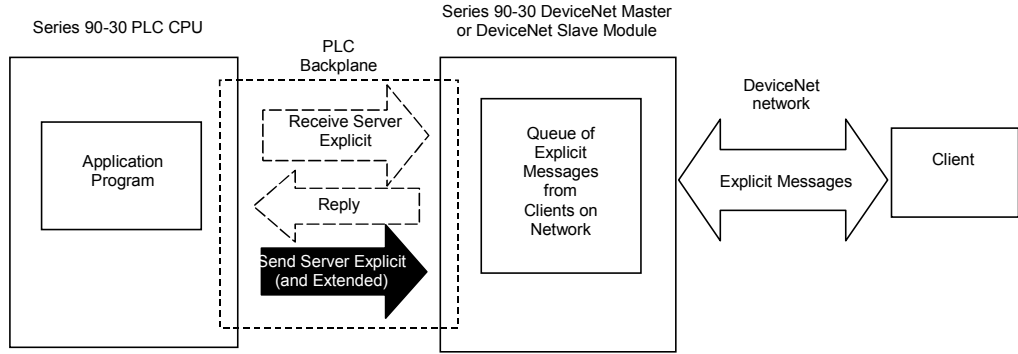 Series 90-30 PLC CPU
Series 90-30 DeviceNet Master
or DeviceNet Slave Module
PLC
Backplane
Application
Program
Receive Server
Explicit
Reply
Send Server Explicit
(and Extended)
Queue of
Explicit
Messages
from
Clients on
Network
DeviceNet
network
Explicit Messages
Client